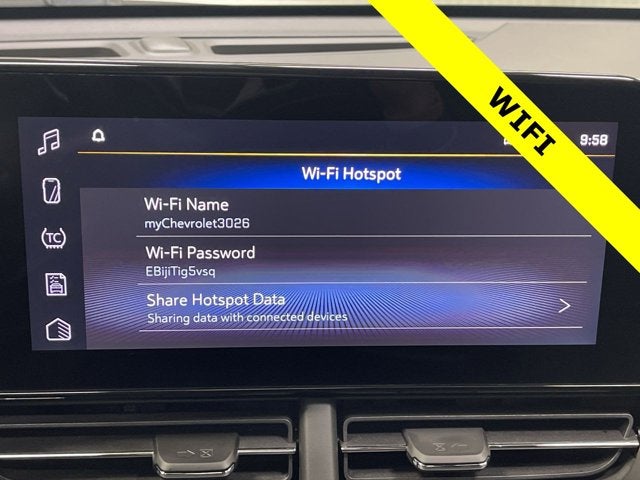 WIFI
9:58
Wi-Fi Hotspot
Wi-Fi Name
myChevrolet3026
Wi-Fi Password
EBijiTig5vsq
TC
Share Hotspot Data
Sharing data with connected devices